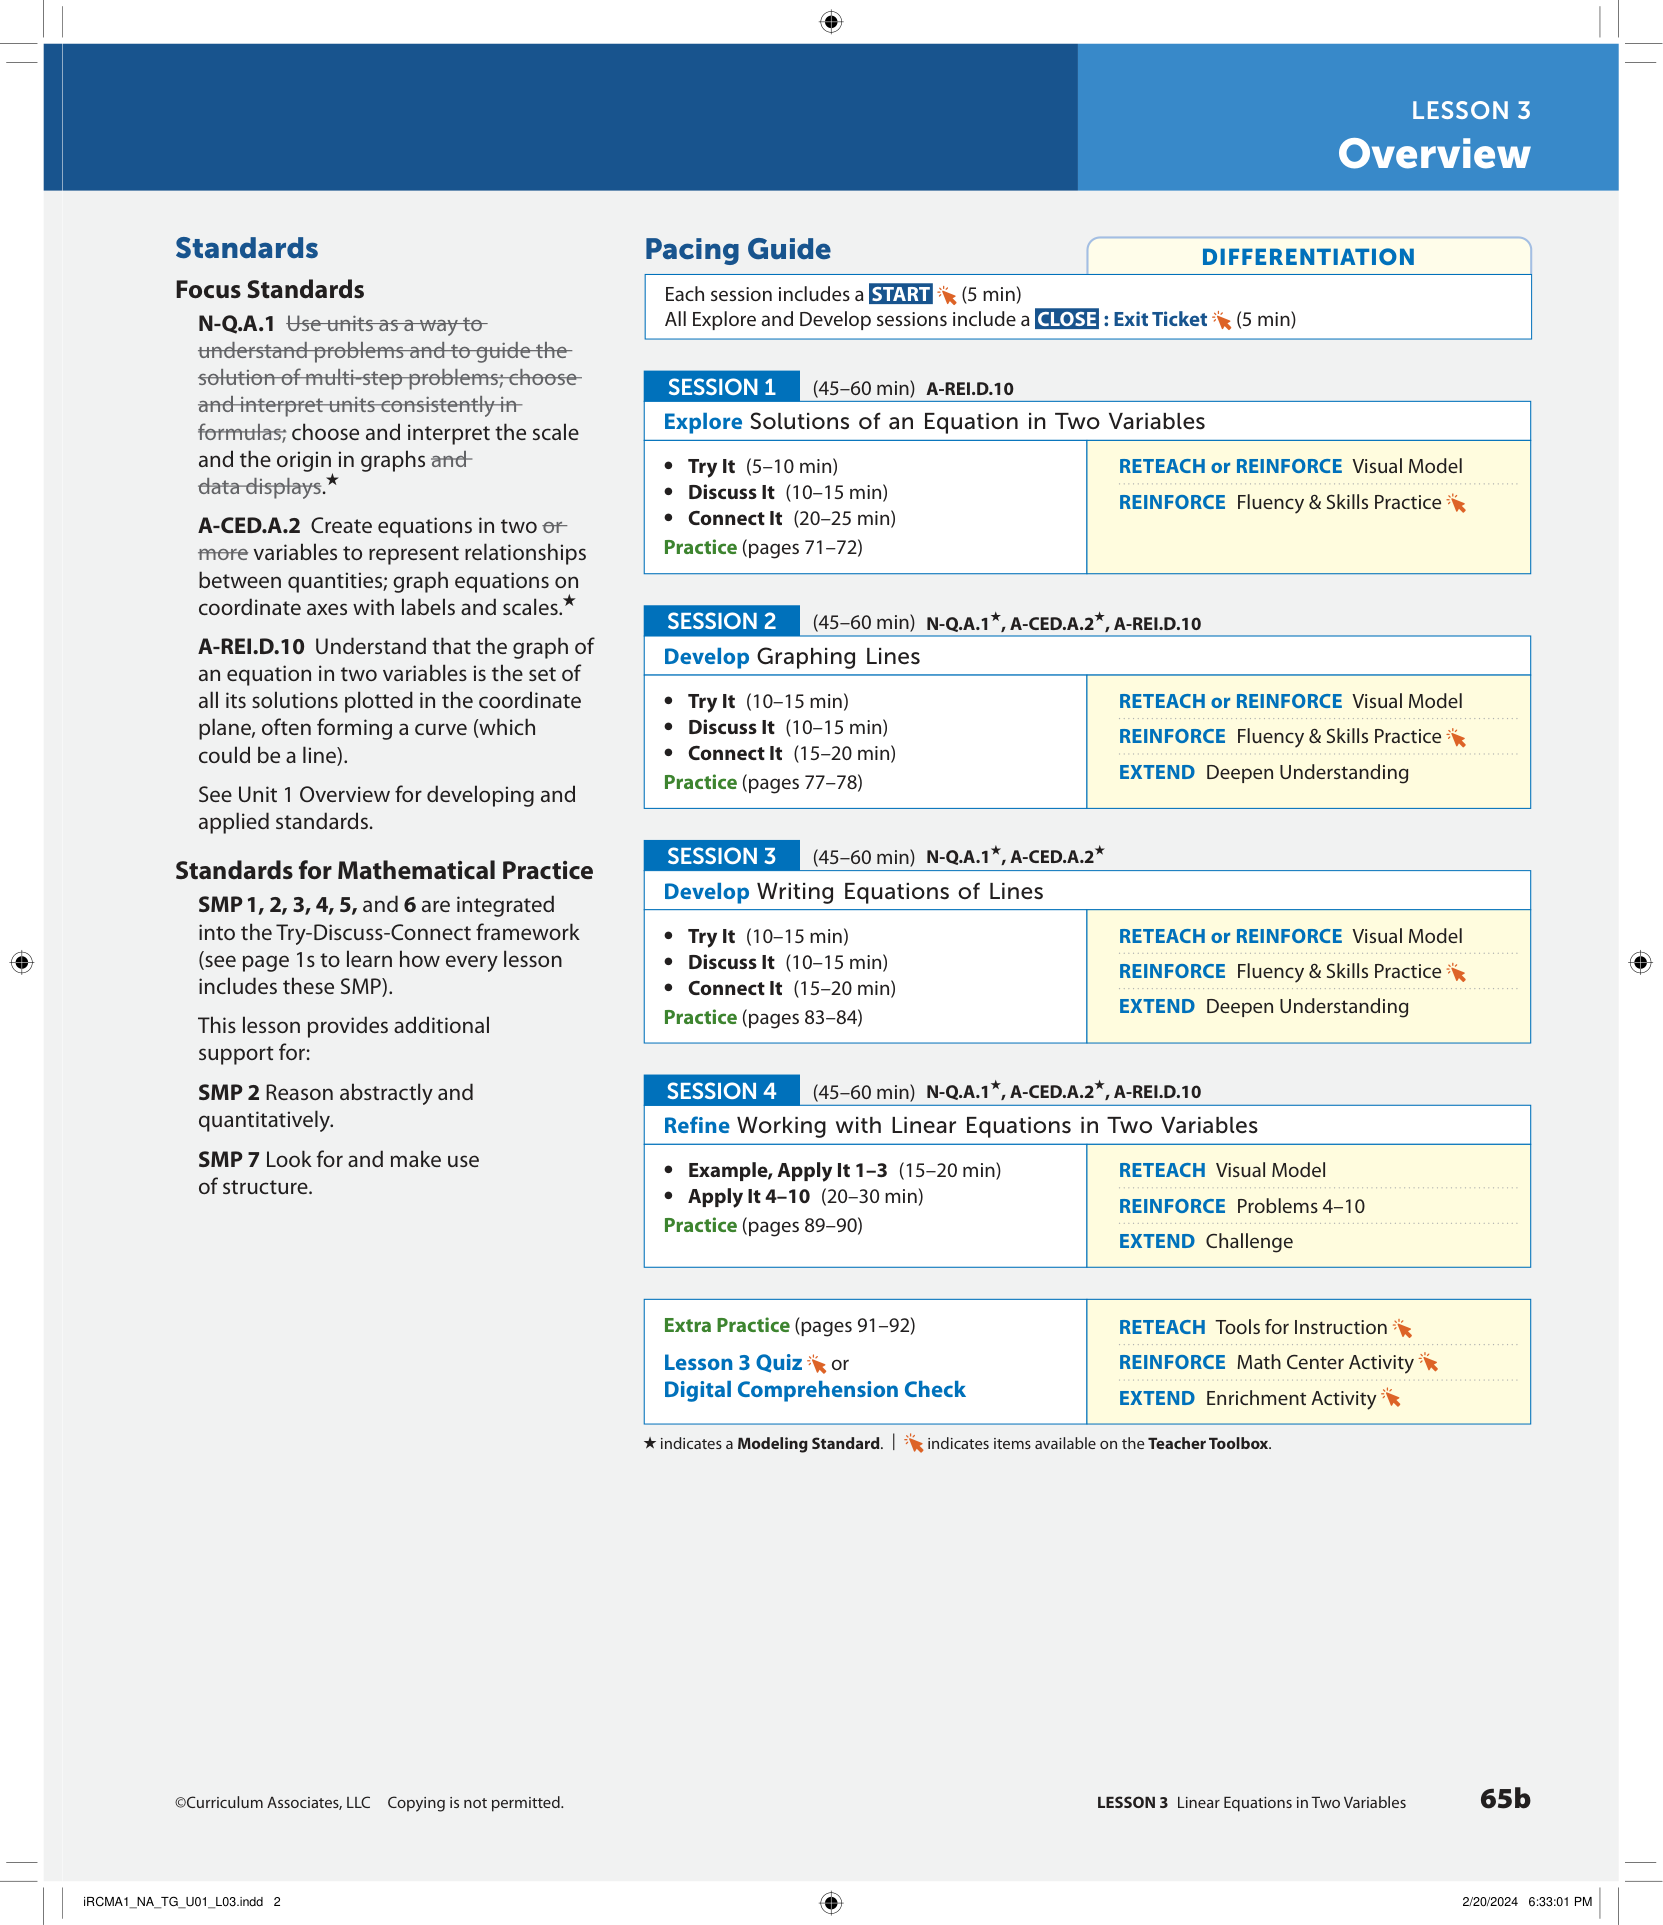 LESSON 3
Overview
Standards
Focus Standards
N-Q.A.1 Use units as a way to
understand problems and to guide the
solution of multi-step problems; choose
and interpret units consistently in
formulas; choose and interpret the scale
and the origin in graphs and
data displays.★
A-CED.A.2 Create equations in two or
more variables to represent relationships
between quantities; graph equations on
coordinate axes with labels and scales.★
A-REI.D.10 Understand that the graph of
an equation in two variables is the set of
all its solutions plotted in the coordinate
plane, often forming a curve (which
could be a line).
See Unit 1 Overview for developing and
applied standards.
Standards for Mathematical Practice
SMP 1, 2, 3, 4, 5, and 6 are integrated
into the Try-Discuss-Connect framework
(see page 1s to learn how every lesson
includes these SMP).
This lesson provides additional
support for:
SMP 2 Reason abstractly and
quantitatively.
SMP 7 Look for and make use
of structure.
Pacing Guide
DIFFERENTIATION
Each session includes a START (5 min)
All Explore and Develop sessions include a CLOSE : Exit Ticket (5 min)
SESSION 1 (45–60 min) A-REI.D.10
Explore Solutions of an Equation in Two Variables
• Try It (5–10 min)
• Discuss It (10–15 min)
• Connect It (20–25 min)
Practice (pages 71–72)
RETEACH or REINFORCE Visual Model
REINFORCE Fluency & Skills Practice
SESSION 2 (45–60 min) N-Q.A.1★, A-CED.A.2★, A-REI.D.10
Develop Graphing Lines
• Try It (10–15 min)
• Discuss It (10–15 min)
• Connect It (15–20 min)
Practice (pages 77–78)
RETEACH or REINFORCE Visual Model
REINFORCE Fluency & Skills Practice
EXTEND Deepen Understanding
SESSION 3 (45–60 min) N-Q.A.1★, A-CED.A.2★
Develop Writing Equations of Lines
• Try It (10–15 min)
• Discuss It (10–15 min)
• Connect It (15–20 min)
Practice (pages 83–84)
RETEACH or REINFORCE Visual Model
REINFORCE Fluency & Skills Practice
EXTEND Deepen Understanding
SESSION 4 (45–60 min) N-Q.A.1★, A-CED.A.2★, A-REI.D.10
Refine Working with Linear Equations in Two Variables
• Example, Apply It 1–3 (15–20 min)
• Apply It 4–10 (20–30 min)
Practice (pages 89–90)
RETEACH Visual Model
REINFORCE Problems 4–10
EXTEND Challenge
Extra Practice (pages 91–92)
Lesson 3 Quiz or
Digital Comprehension Check
RETEACH Tools for Instruction
REINFORCE Math Center Activity
EXTEND Enrichment Activity
★ indicates a Modeling Standard. | indicates items available on the Teacher Toolbox.
©Curriculum Associates, LLC Copying is not permitted.
LESSON 3 Linear Equations in Two Variables 65b
iRCMA1_NA_TG_U01_L03.indd 2
2/20/2024 6:33:01 PM